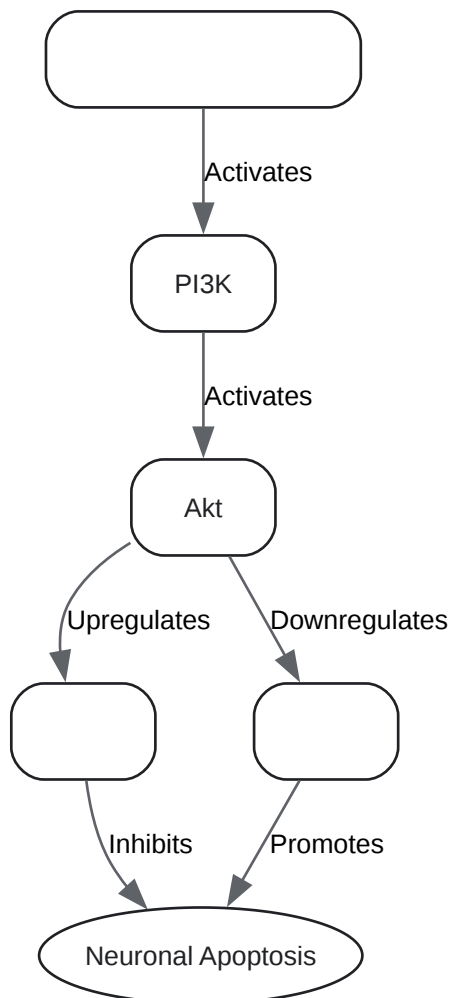 Activates
PI3K
Activates
Akt
Upregulates
Downregulates
Inhibits
Promotes
Neuronal Apoptosis